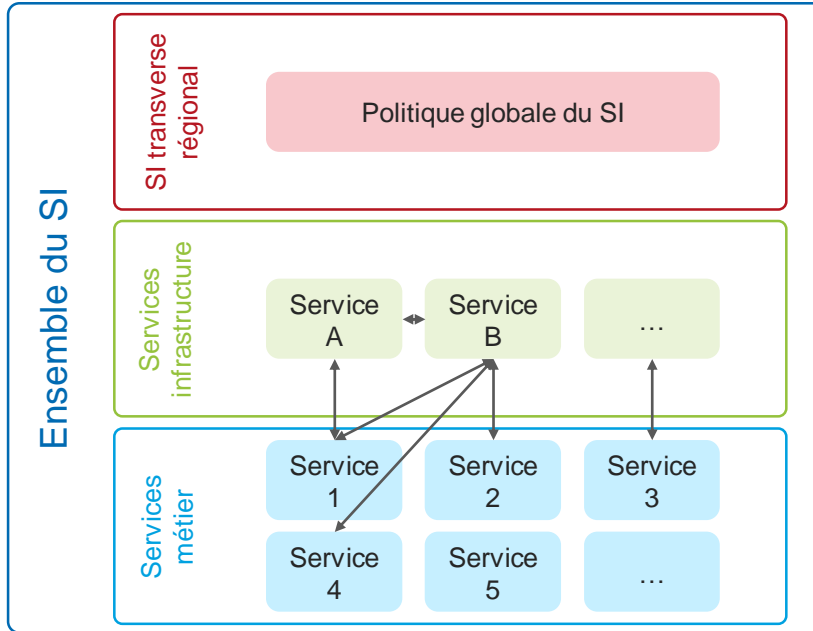 Ensemble du SI
SI transverse
régional
Politique globale du SI
Services
infrastructure
Service
A
Service
B
…
Services
métier
Service
1
Service
2
Service
3
Service
4
Service
5
…